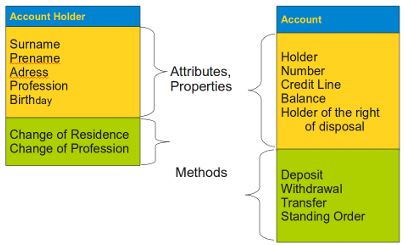 Account Holder
Surname
Prename
Adress
Profession
Birthday
Change of Residence
Change of Profession
Attributes,
Properties
Methods
Account
Holder
Number
Credit Line
Balance
Holder of the right
of disposal
Deposit
Withdrawal
Transfer
Standing Order